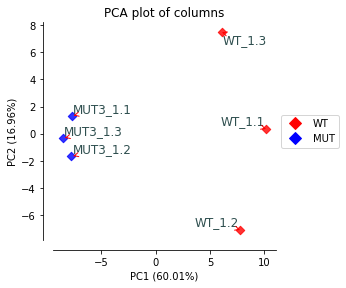 PCA plot of columns
8
6
4
2
0
−2
−4
−6
PC2 (16.96%)
WT_1.3
MUT3_1.1
WT_1.1
MUT3_1.3
MUT3_1.2
WT_1.2
WT
MUT
−5
0
5
10
PC1 (60.01%)